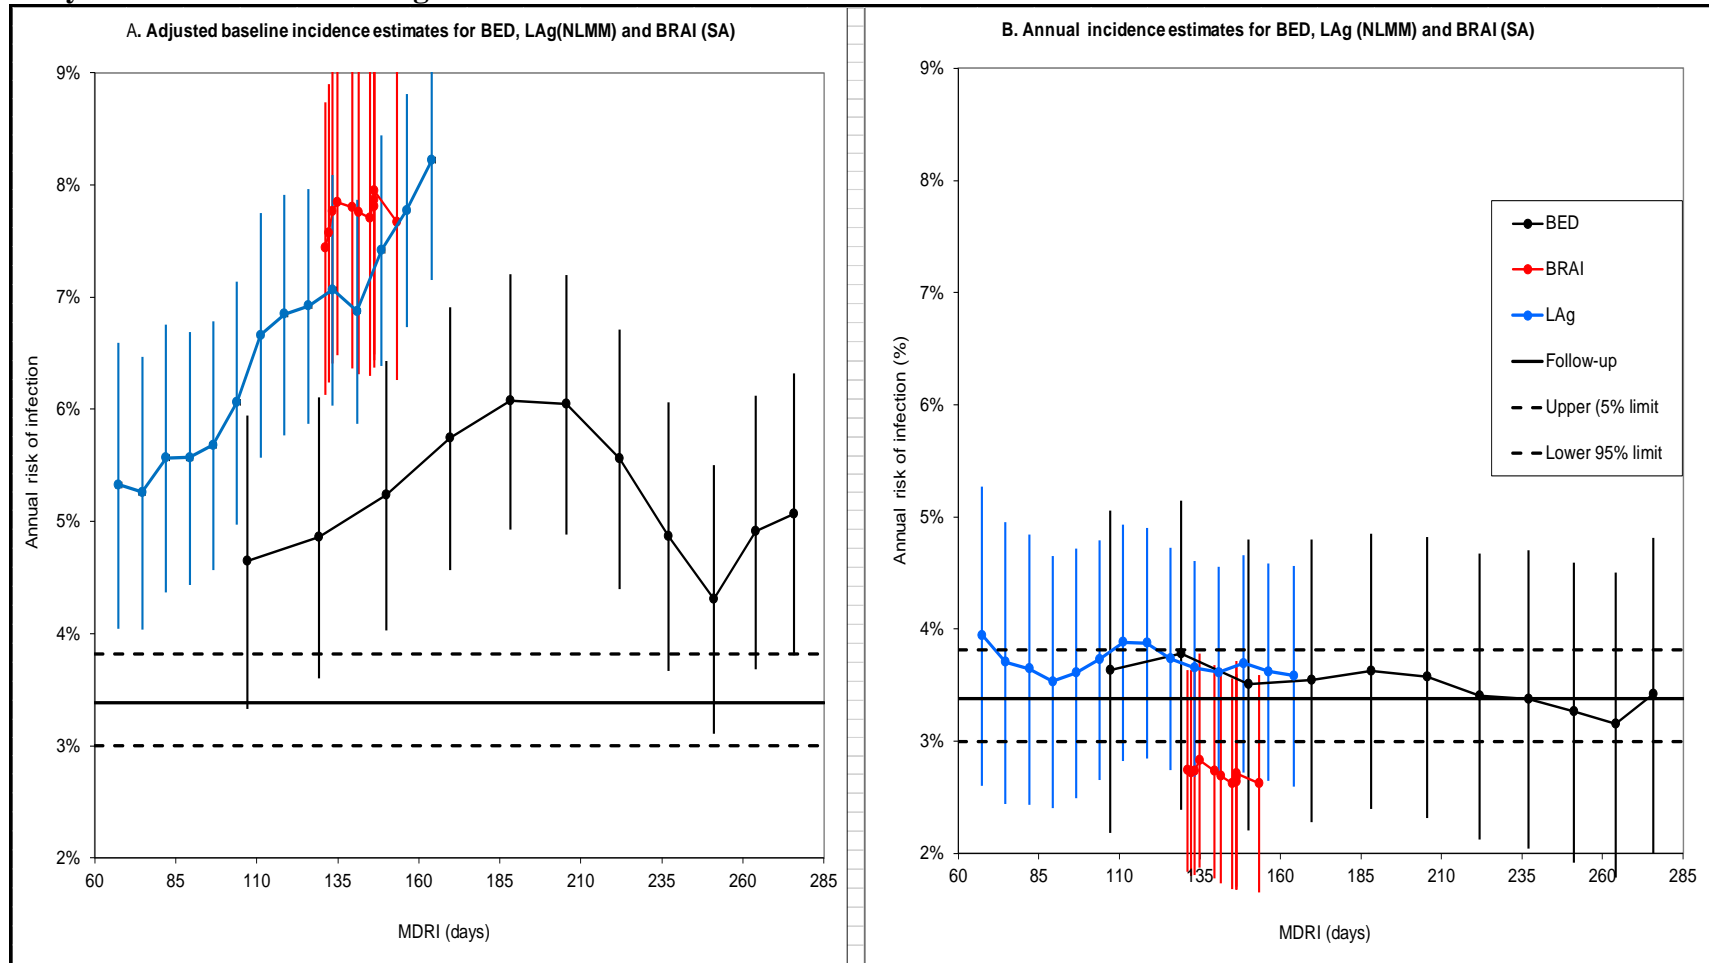 A. Adjusted baseline incidence estimates for BED, LAg(NLMM) and BRAI (SA)
9%
8%
7%
6%
5%
4%
3%
2%
Annual risk of infection
60 85 110 135 160 185 210 235 260 285
MDRI (days)
B. Annual incidence estimates for BED, LAg (NLMM) and BRAI (SA)
9%
8%
7%
6%
5%
4%
3%
2%
Annual risk of infection (%)
BED
BRAI
LAg
Follow-up
Upper (5% limit
Lower 95% limit
60 85 110 135 160 185 210 235 260 285
MDRI (days)